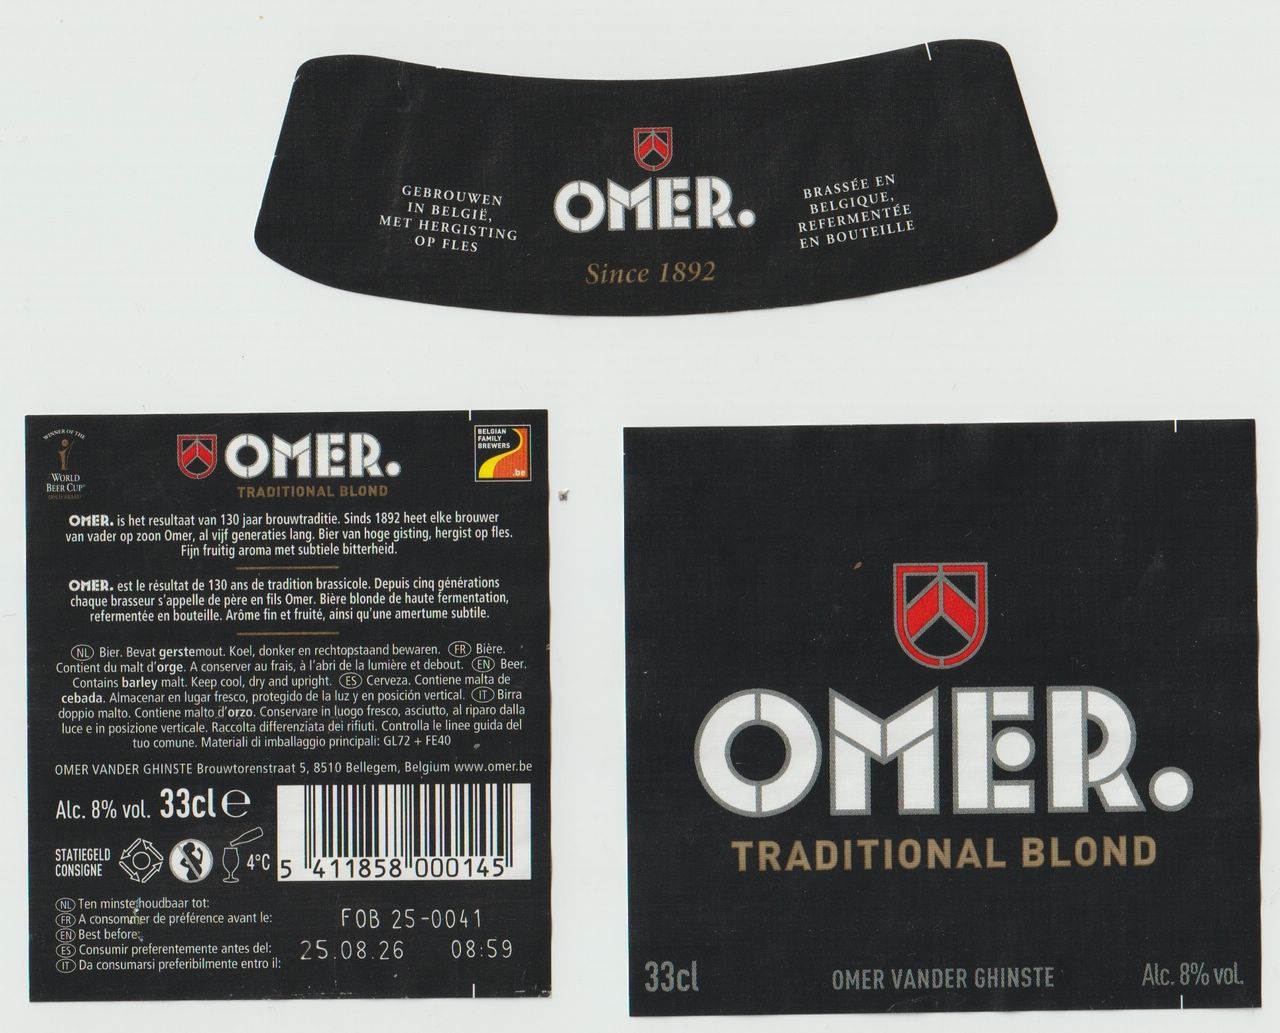 GEBROUWEN
IN BELGIË,
MET HERGISTING
OP FLES
OMER.
Since 1892
BRASSÉE EN
BELGIQUE,
REFERMENTÉE
EN BOUTEILLE
WINNER OF THE
WORLD
BEER CUP®
GOLD AWARD
OMER.
TRADITIONAL BLOND
BELGIAN
FAMILY
BREWERS
.be
OMER. is het resultaat van 130 jaar brouwtraditie. Sinds 1892 heet elke brouwer
van vader op zoon Omer, al vijf generaties lang. Bier van hoge gisting, hergist op fles.
Fijn fruitig aroma met subtiele bitterheid.
OMER. est le résultat de 130 ans de tradition brassicole. Depuis cinq générations
chaque brasseur s'appelle de père en fils Omer. Bière blonde de haute fermentation,
refermentée en bouteille. Arôme fin et fruité, ainsi qu'une amertume subtile.
NL Bier. Bevat gerstemout. Koel, donker en rechtopstaand bewaren. FR Bière.
Contient du malt d'orge. A conserver au frais, à l'abri de la lumière et debout. EN Beer.
Contains barley malt. Keep cool, dry and upright. ES Cerveza. Contiene malta de
cebada. Almacenar en lugar fresco, protegido de la luz y en posición vertical. IT Birra
doppio malto. Contiene malto d'orzo. Conservare in luogo fresco, asciutto, al riparo dalla
luce e in posizione verticale. Raccolta differenziata dei rifiuti. Controlla le linee guida del
tuo comune. Materiali di imballaggio principali: GL72 + FE40
OMER VANDER GHINSTE Brouwtorenstraat 5, 8510 Bellegem, Belgium www.omer.be
Alc. 8% vol. 33cl e
STATIEGELD
CONSIGNE
4°C
5 411858 000145
NL Ten minste houdbaar tot:
FR A consommer de préférence avant le:
EN Best before:
ES Consumir preferentemente antes del:
IT Da consumarsi preferibilmente entro il:
FOB 25-0041
25.08.26 08:59
OMER.
TRADITIONAL BLOND
33cl
OMER VANDER GHINSTE
Alc. 8% vol.